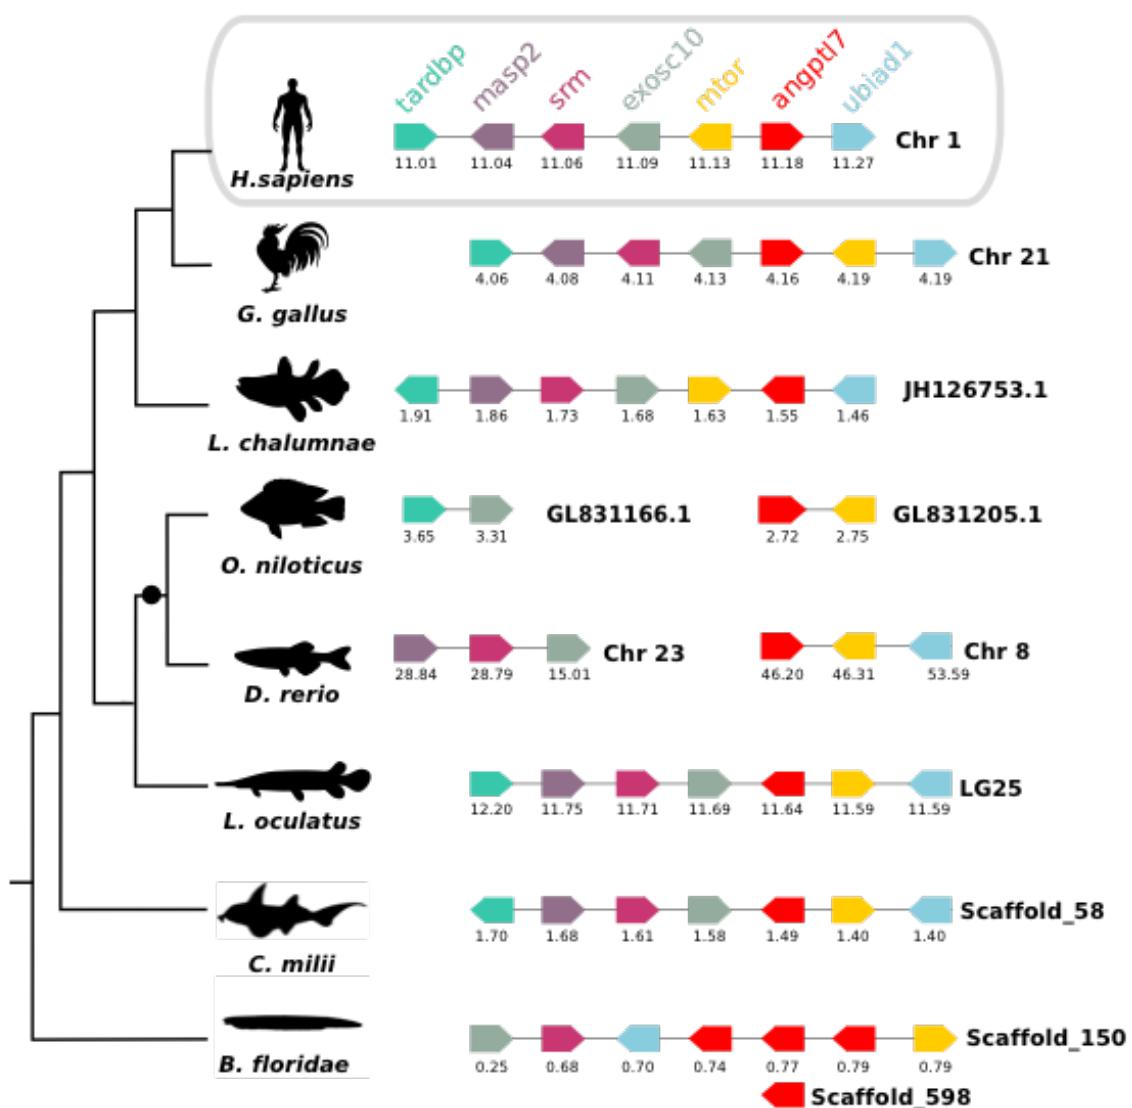 tardbp masp2 srm exosc10 mtor angptl7 ubiad1
Chr 1
11.01 11.04 11.06 11.09 11.13 11.18 11.27
H.sapiens
Chr 21
4.06 4.08 4.11 4.13 4.16 4.19 4.19
G. gallus
JH126753.1
1.91 1.86 1.73 1.68 1.63 1.55 1.46
L. chalumnae
GL831166.1 GL831205.1
3.65 3.31 2.72 2.75
O. niloticus
Chr 23 Chr 8
28.84 28.79 15.01 46.20 46.31 53.59
D. rerio
LG25
12.20 11.75 11.71 11.69 11.64 11.59 11.59
L. oculatus
Scaffold_58
1.70 1.68 1.61 1.58 1.49 1.40 1.40
C. milii
Scaffold_150
0.25 0.68 0.70 0.74 0.77 0.79 0.79
B. floridae
Scaffold_598